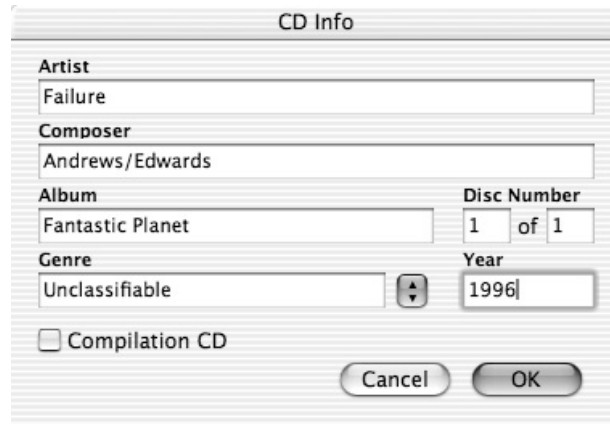 CD Info
Artist
Failure
Composer
Andrews/Edwards
Album Disc Number
Fantastic Planet 1 of 1
Genre Year
Unclassifiable 1996
Compilation CD
Cancel OK